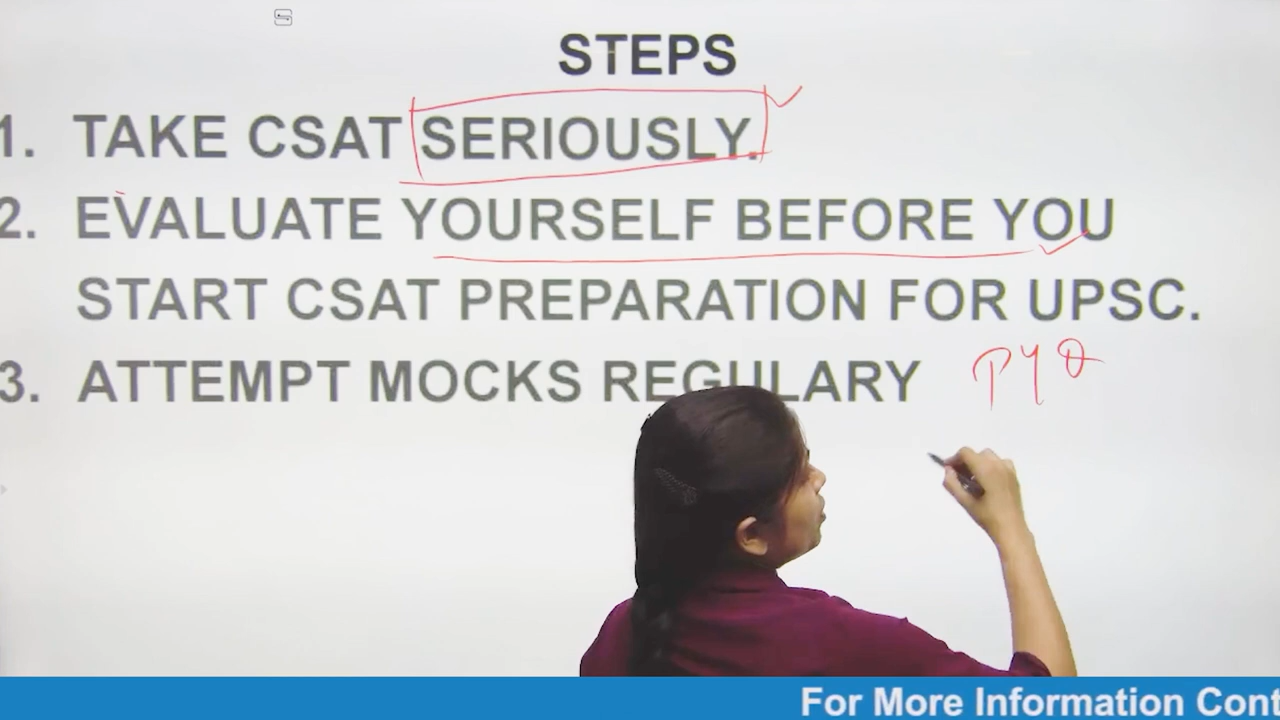 STEPS
1. TAKE CSAT SERIOUSLY.
2. EVALUATE YOURSELF BEFORE YOU
START CSAT PREPARATION FOR UPSC.
3. ATTEMPT MOCKS REGULARY PYQ
For More Information Cont